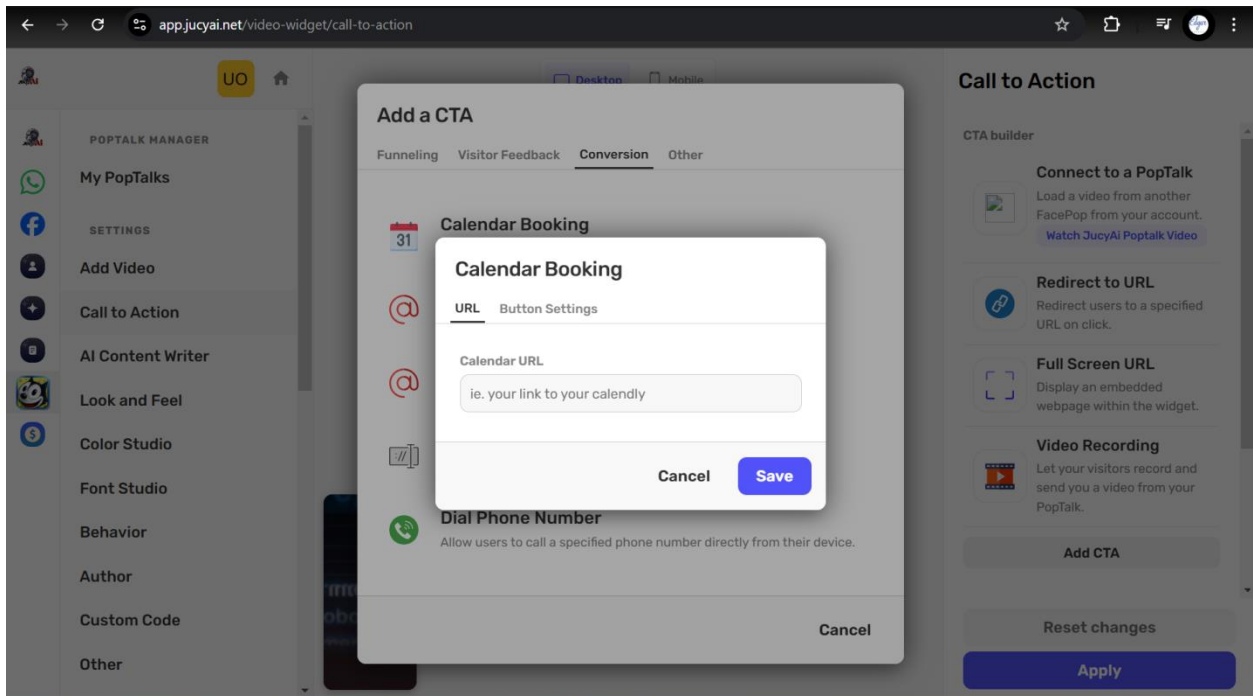 app.jucyai.net/video-widget/call-to-action
UO
POPTALK MANAGER
My PopTalks
SETTINGS
Add Video
Call to Action
AI Content Writer
Look and Feel
Color Studio
Font Studio
Behavior
Author
Custom Code
Other
Desktop
Mobile
Add a CTA
Funneling
Visitor Feedback
Conversion
Other
31
Calendar Booking
Calendar Booking
URL
Button Settings
Calendar URL
ie. your link to your calendly
Cancel
Save
Dial Phone Number
Allow users to call a specified phone number directly from their device.
Cancel
Call to Action
CTA builder
Connect to a PopTalk
Load a video from another
FacePop from your account.
Watch JucyAi Poptalk Video
Redirect to URL
Redirect users to a specified
URL on click.
Full Screen URL
Display an embedded
webpage within the widget.
Video Recording
Let your visitors record and
send you a video from your
PopTalk.
Add CTA
Reset changes
Apply